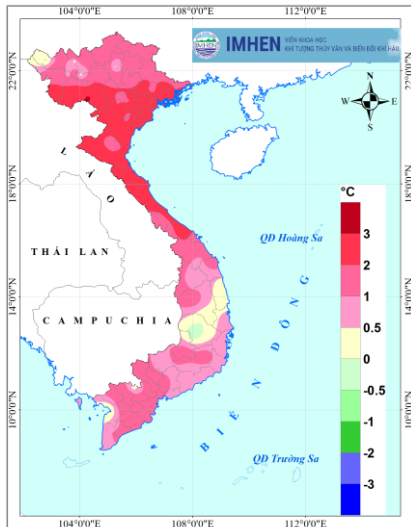 IMHEN
VIỆN KHOA HỌC
KHÍ TƯỢNG THỦY VĂN VÀ BIẾN ĐỔI KHÍ HẬU
104°0'0"E
108°0'0"E
112°0'0"E
22°0'0"N
18°0'0"N
14°0'0"N
10°0'0"N
N
W
E
S
LÀO
THÁI LAN
CAMPUCHIA
QĐ Hoàng Sa
BIỂN ĐÔNG
QĐ Trường Sa
°C
3
2
1
0.5
0
-0.5
-1
-2
-3
104°0'0"E
108°0'0"E
112°0'0"E